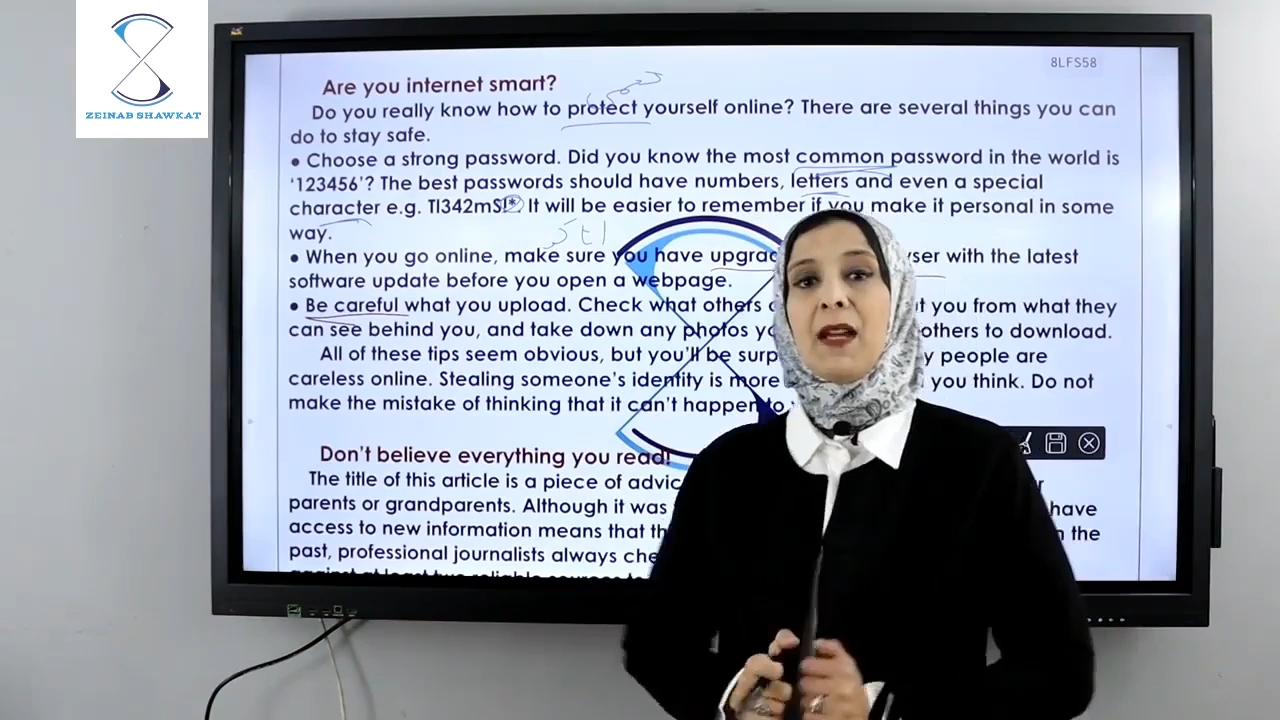 ZEINAB SHAWKAT
8LFS58
Are you internet smart?
Do you really know how to protect yourself online? There are several things you can
do to stay safe.
• Choose a strong password. Did you know the most common password in the world is
‘123456’? The best passwords should have numbers, letters and even a special
character e.g. TI342mS!* It will be easier to remember if you make it personal in some
way.
• When you go online, make sure you have with the latest
software update before you open a webpage.
• Be careful what you upload. Check what others you from what they
can see behind you, and take down any photos others to download.
All of these tips seem obvious, but you’ll be people are
careless online. Stealing someone’s identity is more you think. Do not
make the mistake of thinking that it can’t happen to
Don’t believe everything you read!
The title of this article is a piece of
parents or grandparents. Although it was have
access to new information means that the
past, professional journalists always